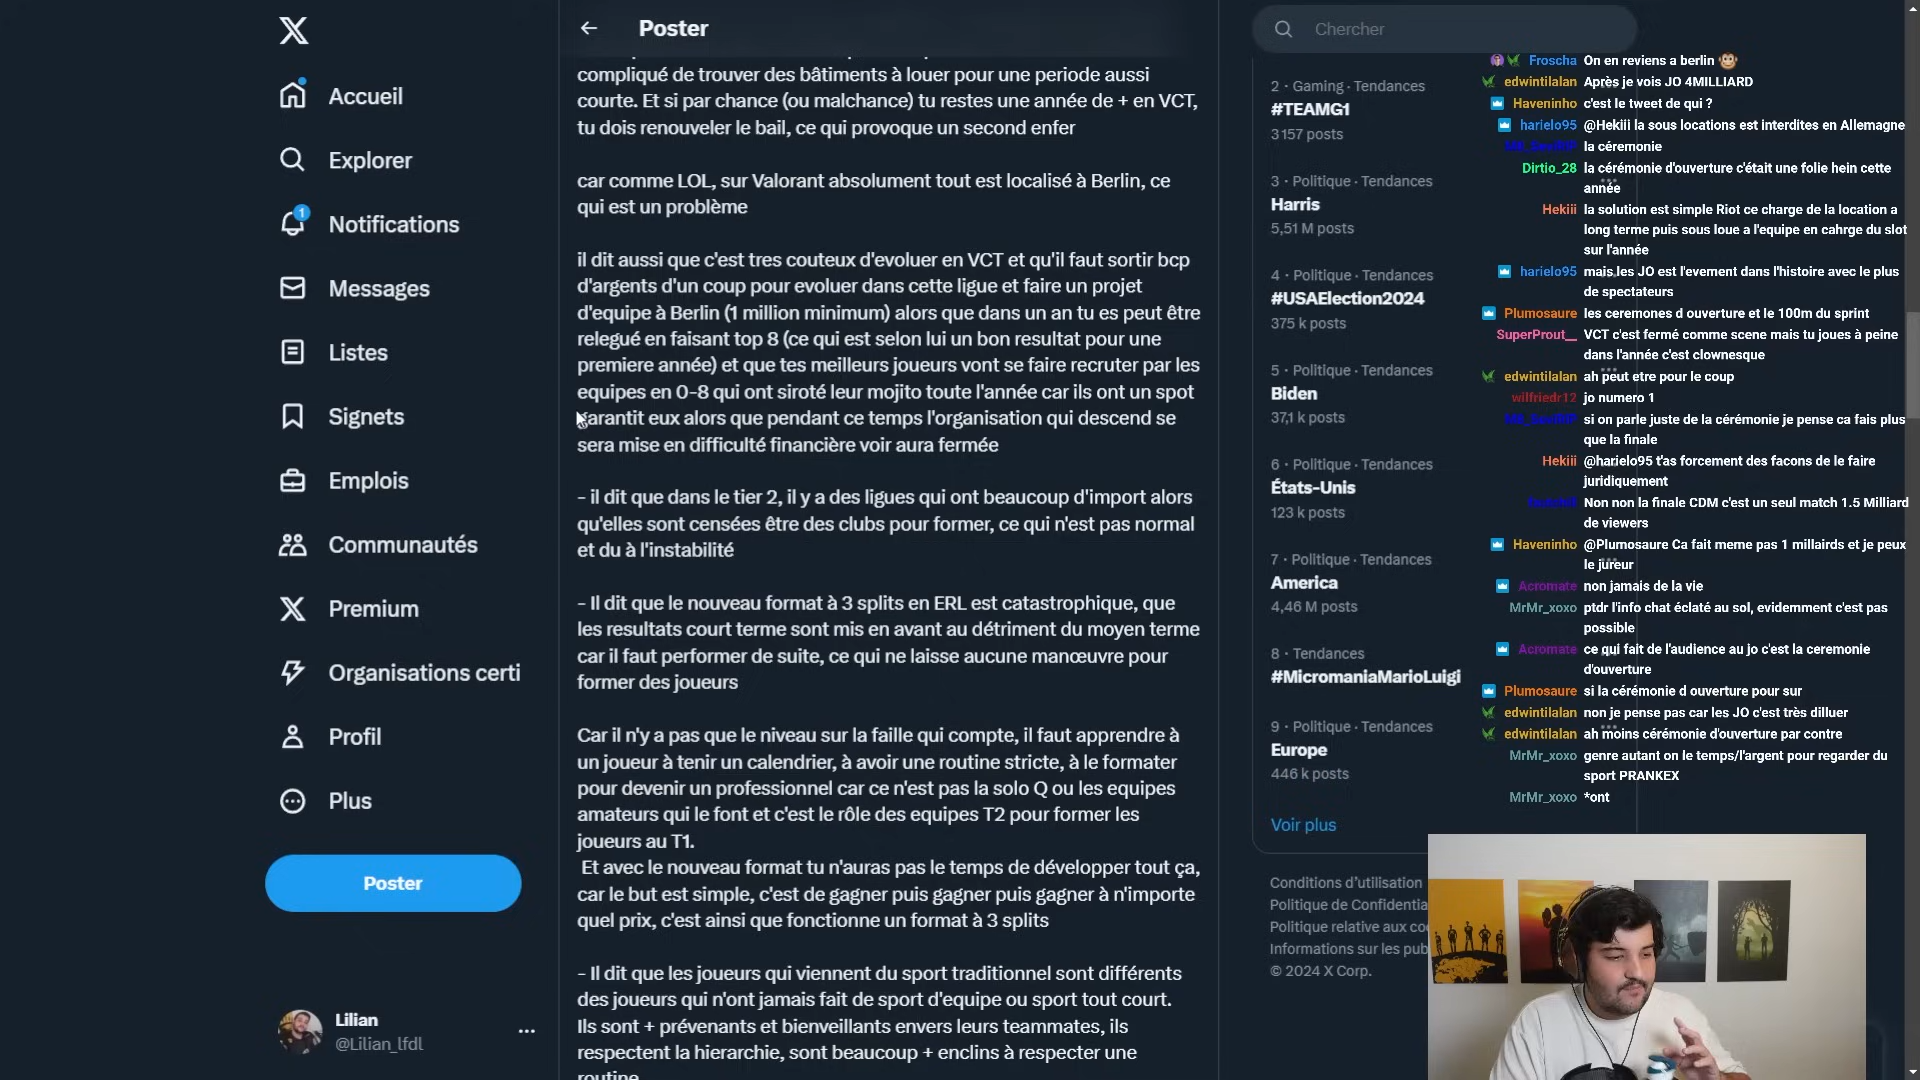 Accueil
Explorer
1
Notifications
Messages
Listes
Signets
Emplois
Communautés
Premium
Organisations certi
Profil
Plus
Poster
Lilian
@Lilian_lfdl
Poster
compliqué de trouver des bâtiments à louer pour une periode aussi
courte. Et si par chance (ou malchance) tu restes une année de + en VCT,
tu dois renouveler le bail, ce qui provoque un second enfer
car comme LOL, sur Valorant absolument tout est localisé à Berlin, ce
qui est un problème
il dit aussi que c'est tres couteux d'evoluer en VCT et qu'il faut sortir bcp
d'argents d'un coup pour evoluer dans cette ligue et faire un projet
d'equipe à Berlin (1 million minimum) alors que dans un an tu es peut être
relegué en faisant top 8 (ce qui est selon lui un bon resultat pour une
premiere année) et que tes meilleurs joueurs vont se faire recruter par les
equipes en 0-8 qui ont siroté leur mojito toute l'année car ils ont un spot
garantit eux alors que pendant ce temps l'organisation qui descend se
sera mise en difficulté financière voir aura fermée
- il dit que dans le tier 2, il y a des ligues qui ont beaucoup d'import alors
qu'elles sont censées être des clubs pour former, ce qui n'est pas normal
et du à l'instabilité
- Il dit que le nouveau format à 3 splits en ERL est catastrophique, que
les resultats court terme sont mis en avant au détriment du moyen terme
car il faut performer de suite, ce qui ne laisse aucune manœuvre pour
former des joueurs
Car il n'y a pas que le niveau sur la faille qui compte, il faut apprendre à
un joueur à tenir un calendrier, à avoir une routine stricte, à le formater
pour devenir un professionnel car ce n'est pas la solo Q ou les equipes
amateurs qui le font et c'est le rôle des equipes T2 pour former les
joueurs au T1.
Et avec le nouveau format tu n'auras pas le temps de développer tout ça,
car le but est simple, c'est de gagner puis gagner puis gagner à n'importe
quel prix, c'est ainsi que fonctionne un format à 3 splits
- Il dit que les joueurs qui viennent du sport traditionnel sont différents
des joueurs qui n'ont jamais fait de sport d'equipe ou sport tout court.
Ils sont + prévenants et bienveillants envers leurs teammates, ils
respectent la hierarchie, sont beaucoup + enclins à respecter une
routine
Chercher
2 · Gaming · Tendances
#TEAMG1
3 157 posts
3 · Politique · Tendances
Harris
5,51 M posts
4 · Politique · Tendances
#USAElection2024
375 k posts
5 · Politique · Tendances
Biden
37,1 k posts
6 · Politique · Tendances
États-Unis
123 k posts
7 · Politique · Tendances
America
4,46 M posts
8 · Tendances
#MicromaniaMarioLuigi
9 · Politique · Tendances
Europe
446 k posts
Voir plus
Conditions d'utilisation
Politique de Confidentia
Politique relative aux co
Informations sur les pub
© 2024 X Corp.
Froscha On en reviens a berlin
edwintilalan Après je vois JO 4MILLIARD
Haveninho c'est le tweet de qui ?
harielo95 @Hekiii la sous locations est interdites en Allemagne
la céremonie
Dirtio_28 la cérémonie d'ouverture c'était une folie hein cette
année
Hekiii la solution est simple Riot ce charge de la location a
long terme puis sous loue a l'equipe en cahrge du slot
sur l'année
harielo95 mais les JO est l'evement dans l'histoire avec le plus
de spectateurs
Plumosaure les ceremones d ouverture et le 100m du sprint
SuperProut__ VCT c'est fermé comme scene mais tu joues à peine
dans l'année c'est clownesque
edwintilalan ah peut etre pour le coup
wilfriedr12 jo numero 1
si on parle juste de la cérémonie je pense ca fais plus
que la finale
Hekiii @harielo95 t'as forcement des facons de le faire
juridiquement
Non non la finale CDM c'est un seul match 1.5 Milliard
de viewers
Haveninho @Plumosaure Ca fait meme pas 1 millairds et je peux
le jureur
Acromate non jamais de la vie
MrMr_xoxo ptdr l'info chat éclaté au sol, evidemment c'est pas
possible
Acromate ce qui fait de l'audience au jo c'est la ceremonie
d'ouverture
Plumosaure si la cérémonie d ouverture pour sur
edwintilalan non je pense pas car les JO c'est très dilluer
edwintilalan ah moins cérémonie d'ouverture par contre
MrMr_xoxo genre autant on le temps/l'argent pour regarder du
sport PRANKEX
MrMr_xoxo *ont